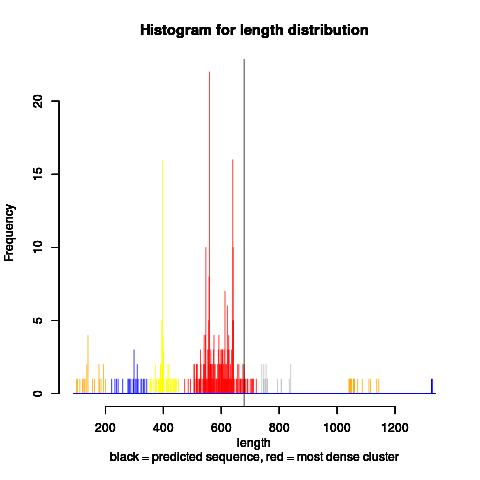 Histogram for length distribution
Frequency
20
15
10
5
0
200 400 600 800 1000 1200
length
black = predicted sequence, red = most dense cluster